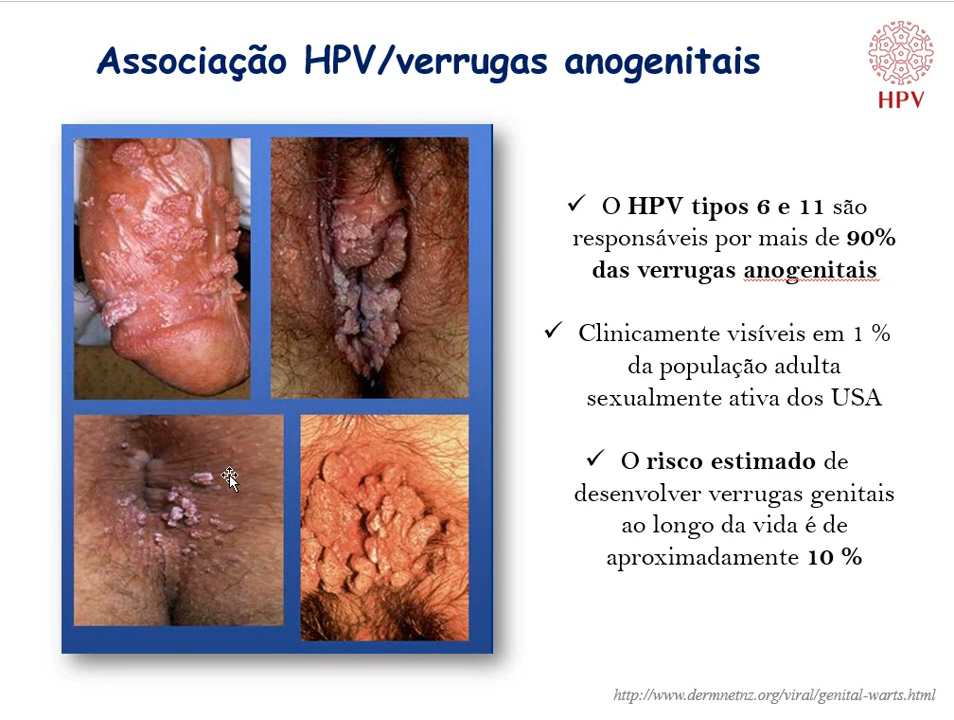 Associação HPV/verrugas anogenitais
HPV
✓ O HPV tipos 6 e 11 são
responsáveis por mais de 90%
das verrugas anogenitais
✓ Clinicamente visíveis em 1 %
da população adulta
sexualmente ativa dos USA
✓ O risco estimado de
desenvolver verrugas genitais
ao longo da vida é de
aproximadamente 10 %
http://www.dermnetnz.org/viral/genital-warts.html